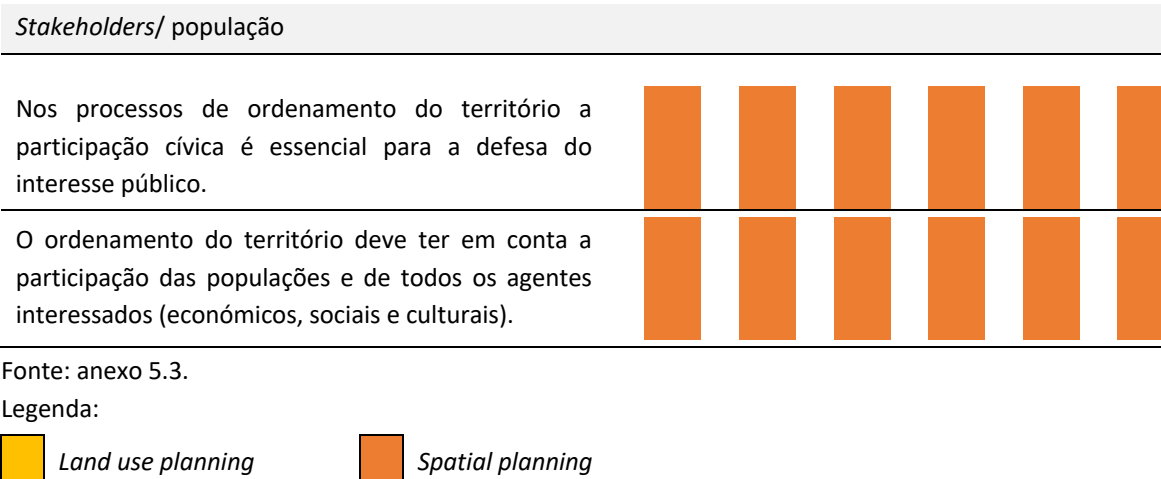 Stakeholders/ população
Nos processos de ordenamento do território a
participação cívica é essencial para a defesa do
interesse público.
O ordenamento do território deve ter em conta a
participação das populações e de todos os agentes
interessados (económicos, sociais e culturais).
Fonte: anexo 5.3.
Legenda:
Land use planning Spatial planning